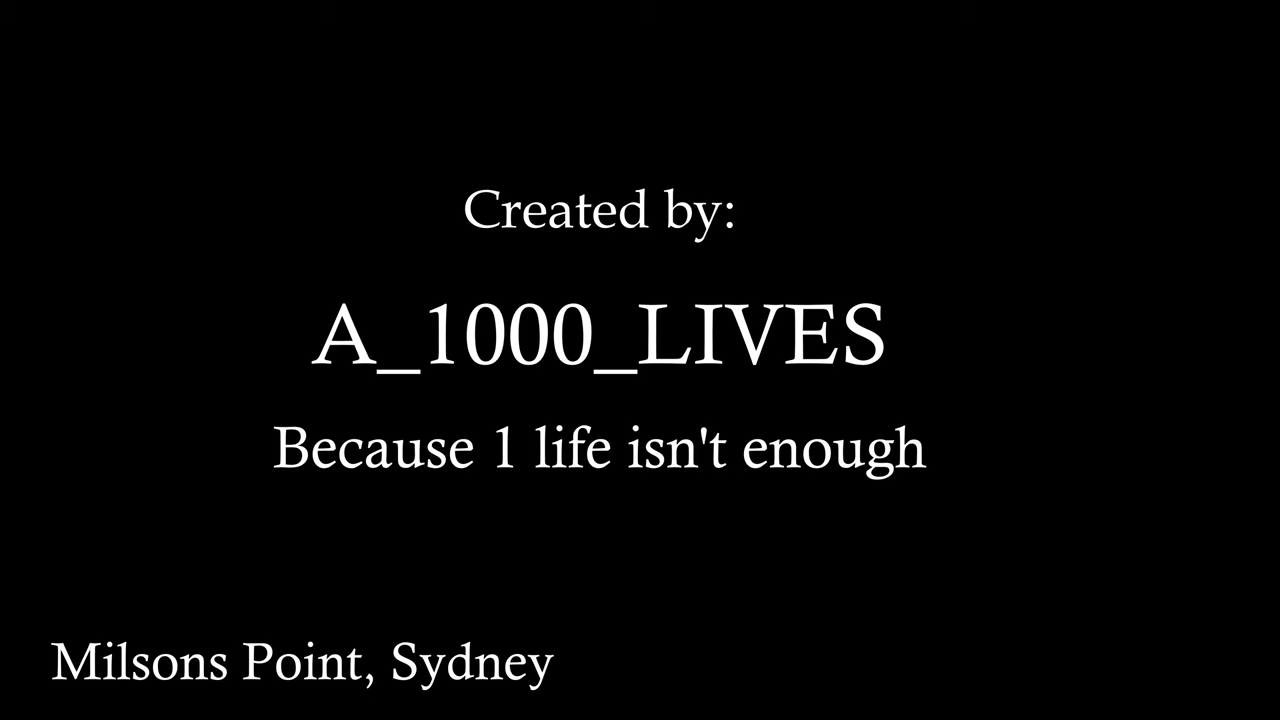 Created by:
A_1000_LIVES
Because 1 life isn't enough
Milsons Point, Sydney